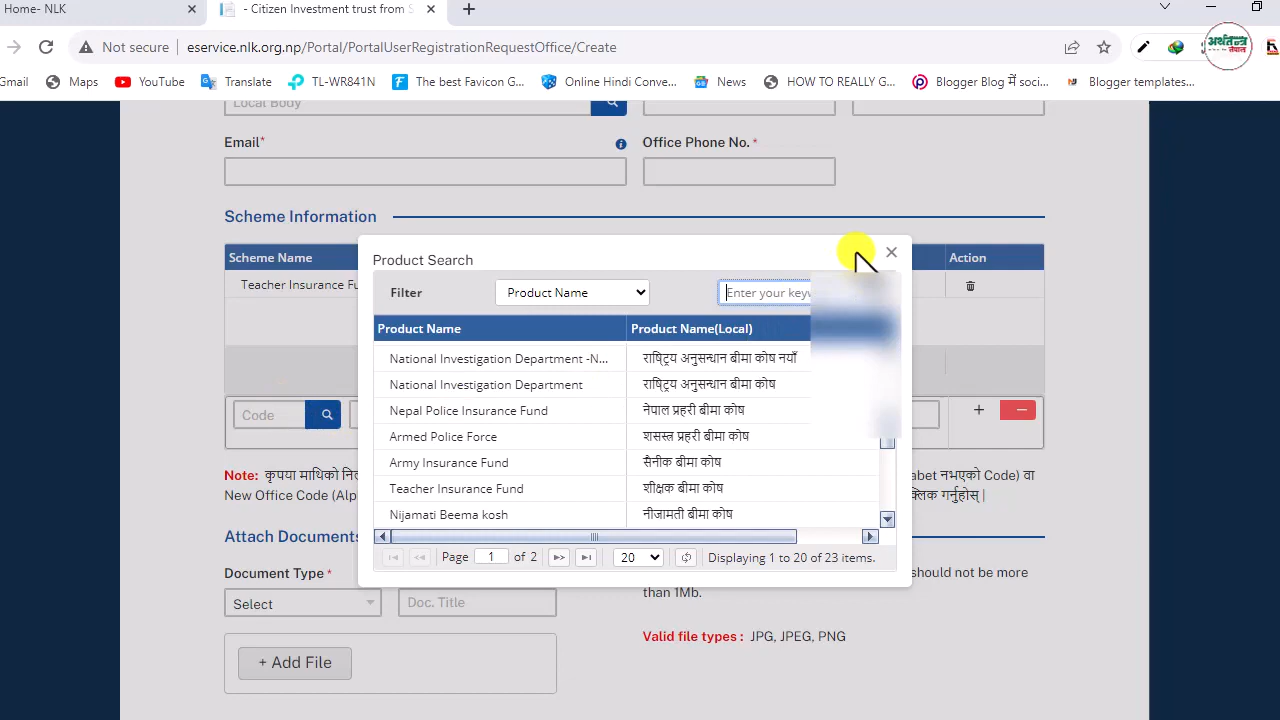 Home- NLK
- Citizen Investment trust from S
Not secure
eservice.nlk.org.np/Portal/PortalUserRegistrationRequestOffice/Create
अर्थतन्त्र
नेपाल
Gmail
Maps
YouTube
Translate
TL-WR841N
The best Favicon G...
Online Hindi Conve...
News
HOW TO REALLY G...
Blogger Blog में soci...
Blogger templates...
Local Body
Email*
Office Phone No. *
Scheme Information
Scheme Name
Action
Teacher Insurance Fu
Product Search
Filter
Product Name
Enter your keyw
Product Name
Product Name(Local)
National Investigation Department -N...
राष्ट्रिय अनुसन्धान बीमा कोष नयाँ
National Investigation Department
राष्ट्रिय अनुसन्धान बीमा कोष
Nepal Police Insurance Fund
नेपाल प्रहरी बीमा कोष
Armed Police Force
शसस्त्र प्रहरी बीमा कोष
Army Insurance Fund
सैनीक बीमा कोष
Teacher Insurance Fund
शीक्षक बीमा कोष
Nijamati Beema kosh
नीजामती बीमा कोष
Page 1 of 2
20
Displaying 1 to 20 of 23 items.
Code
Note: कृपया माथिको
abet नभएको Code) वा
New Office Code (Alp
क्लिक गर्नुहोस् |
Attach Documents
Document Type *
Select
Doc. Title
should not be more
than 1Mb.
Valid file types : JPG, JPEG, PNG
+ Add File